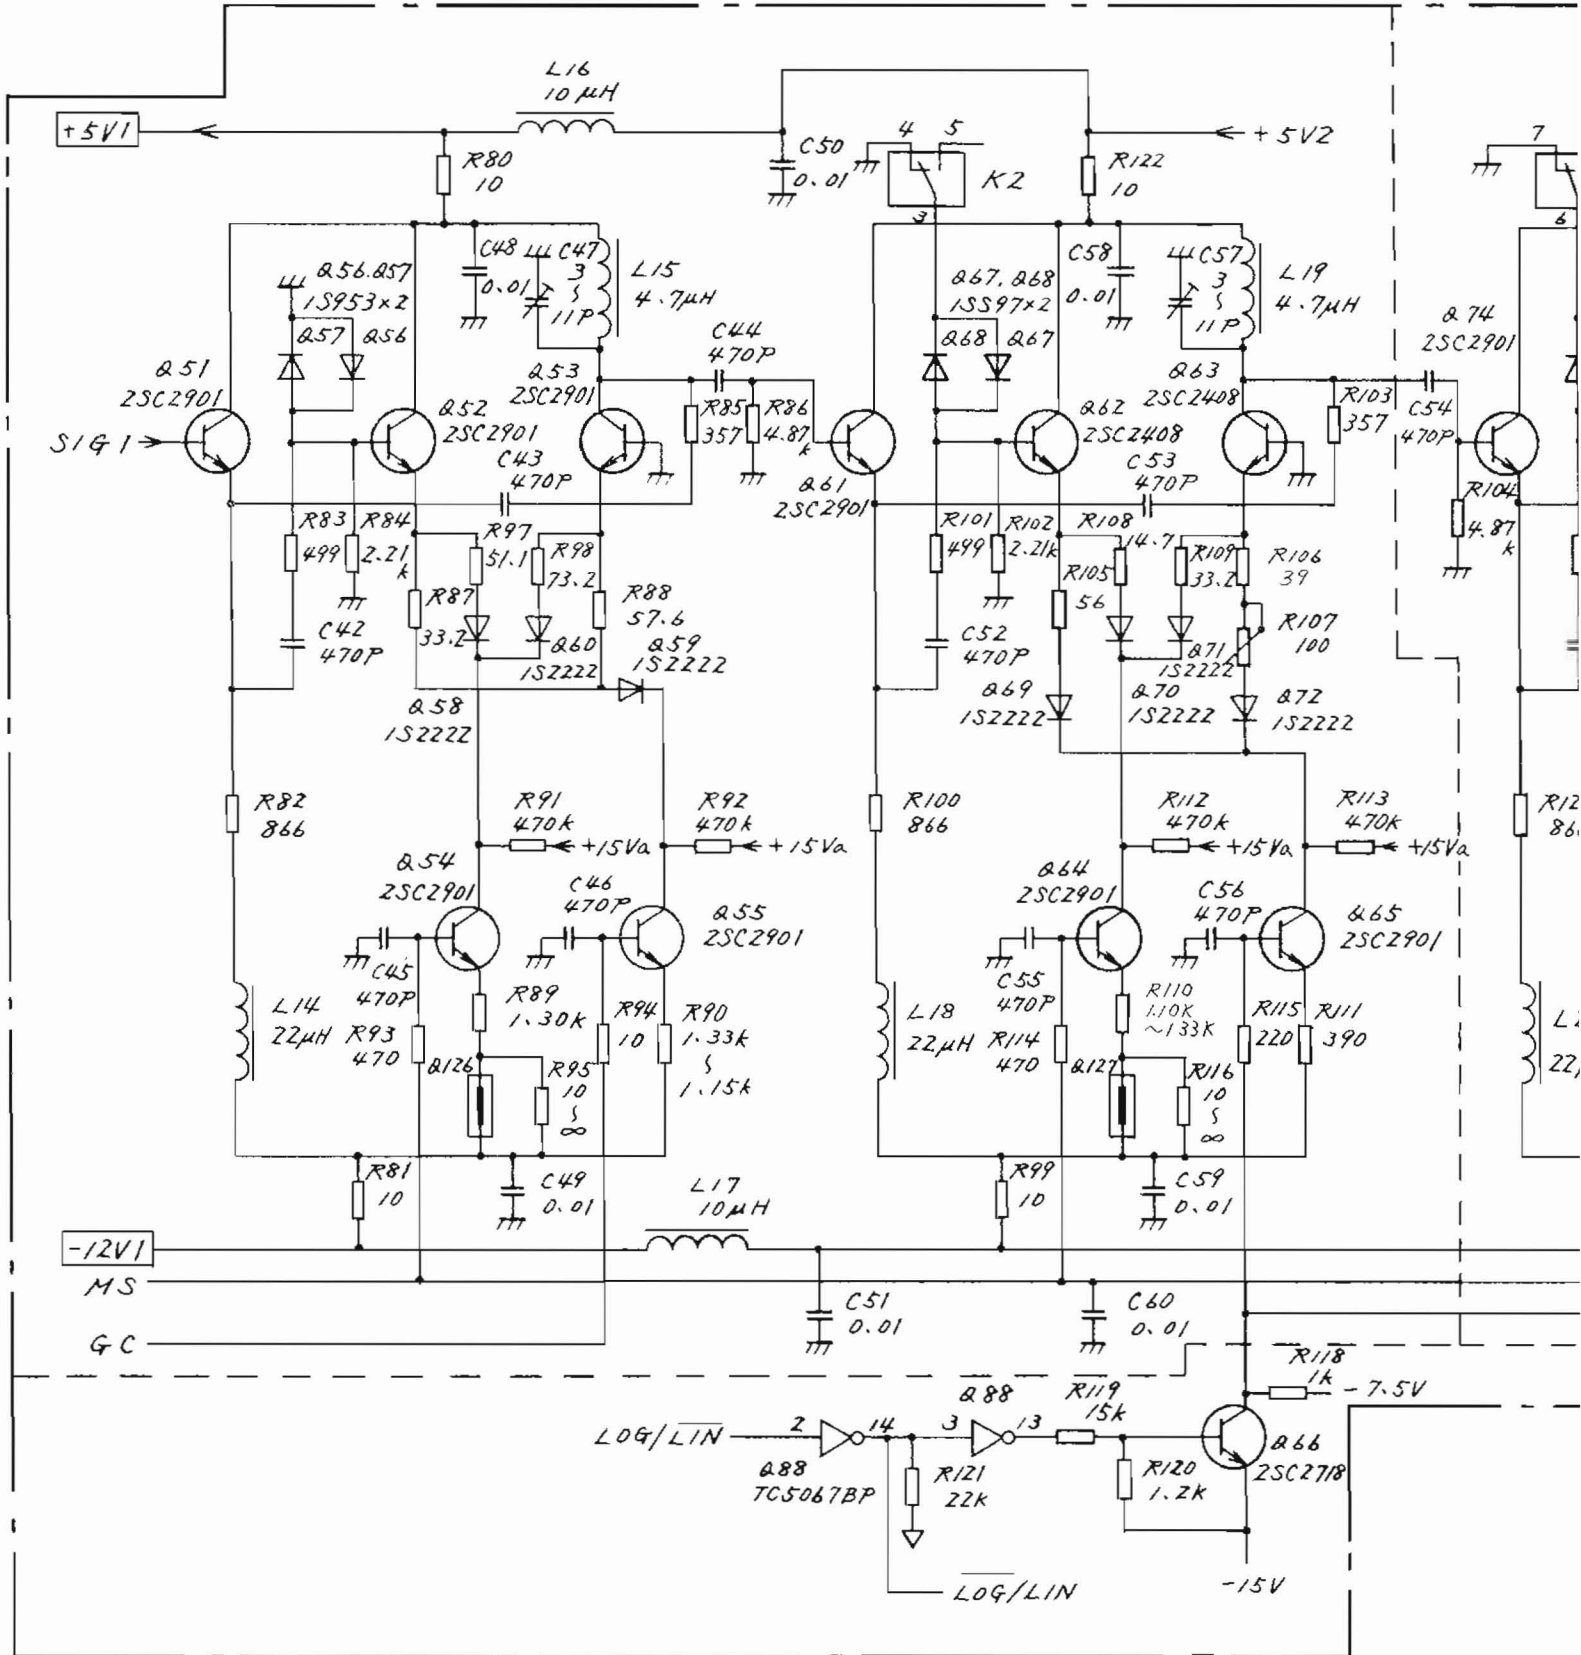 L16
10 μH
+5V1
R80
10
C50
0.01
4
5
K2
3
R122
10
+5V2
7
6
Q56.Q57
1S953×2
Q57
Q56
C48
0.01
C47
3
∫
11P
L15
4.7μH
C44
470P
Q67, Q68
1SS97×2
Q68
Q67
C58
0.01
C57
3
∫
11P
L19
4.7μH
Q74
2SC2901
Q51
2SC2901
SIG1
Q52
2SC2901
Q53
2SC2901
R85
357
R86
4.87
k
Q61
2SC2901
Q62
2SC2408
Q63
2SC2408
R103
357
C54
470P
C43
470P
C53
470P
R104
4.87
k
R83
499
R84
2.21
k
R97
51.1
R98
73.2
R87
33.2
R88
57.6
C42
470P
Q60
1S2222
Q59
1S2222
Q58
1S2222
R101
499
R102
2.21k
R108
14.7
R109
33.2
R106
39
R105
56
R107
100
C52
470P
Q71
1S2222
Q69
1S2222
Q70
1S2222
Q72
1S2222
R82
866
R91
470k
+15Va
R92
470k
+15Va
R100
866
R112
470k
+15Va
R113
470k
+15Va
R12
86
Q54
2SC2901
C46
470P
Q55
2SC2901
Q64
2SC2901
C56
470P
Q65
2SC2901
C45
470P
L14
22μH
R93
470
R89
1.30k
R94
10
R90
1.33k
∫
1.15k
Q126
R95
10
∫
∞
C55
470P
L18
22μH
R114
470
R110
1.10K
~1.33K
R115
220
R111
390
Q127
R116
10
∫
∞
L2
22μ
R81
10
C49
0.01
L17
10μH
R99
10
C59
0.01
-12V1
MS
GC
C51
0.01
C60
0.01
R118
1k
-7.5V
LOG/L̅I̅N̅
2
14
3
Q88
13
R119
15k
Q88
TC5067BP
R121
22k
R120
1.2k
Q66
2SC2718
L̅O̅G̅/LIN
-15V